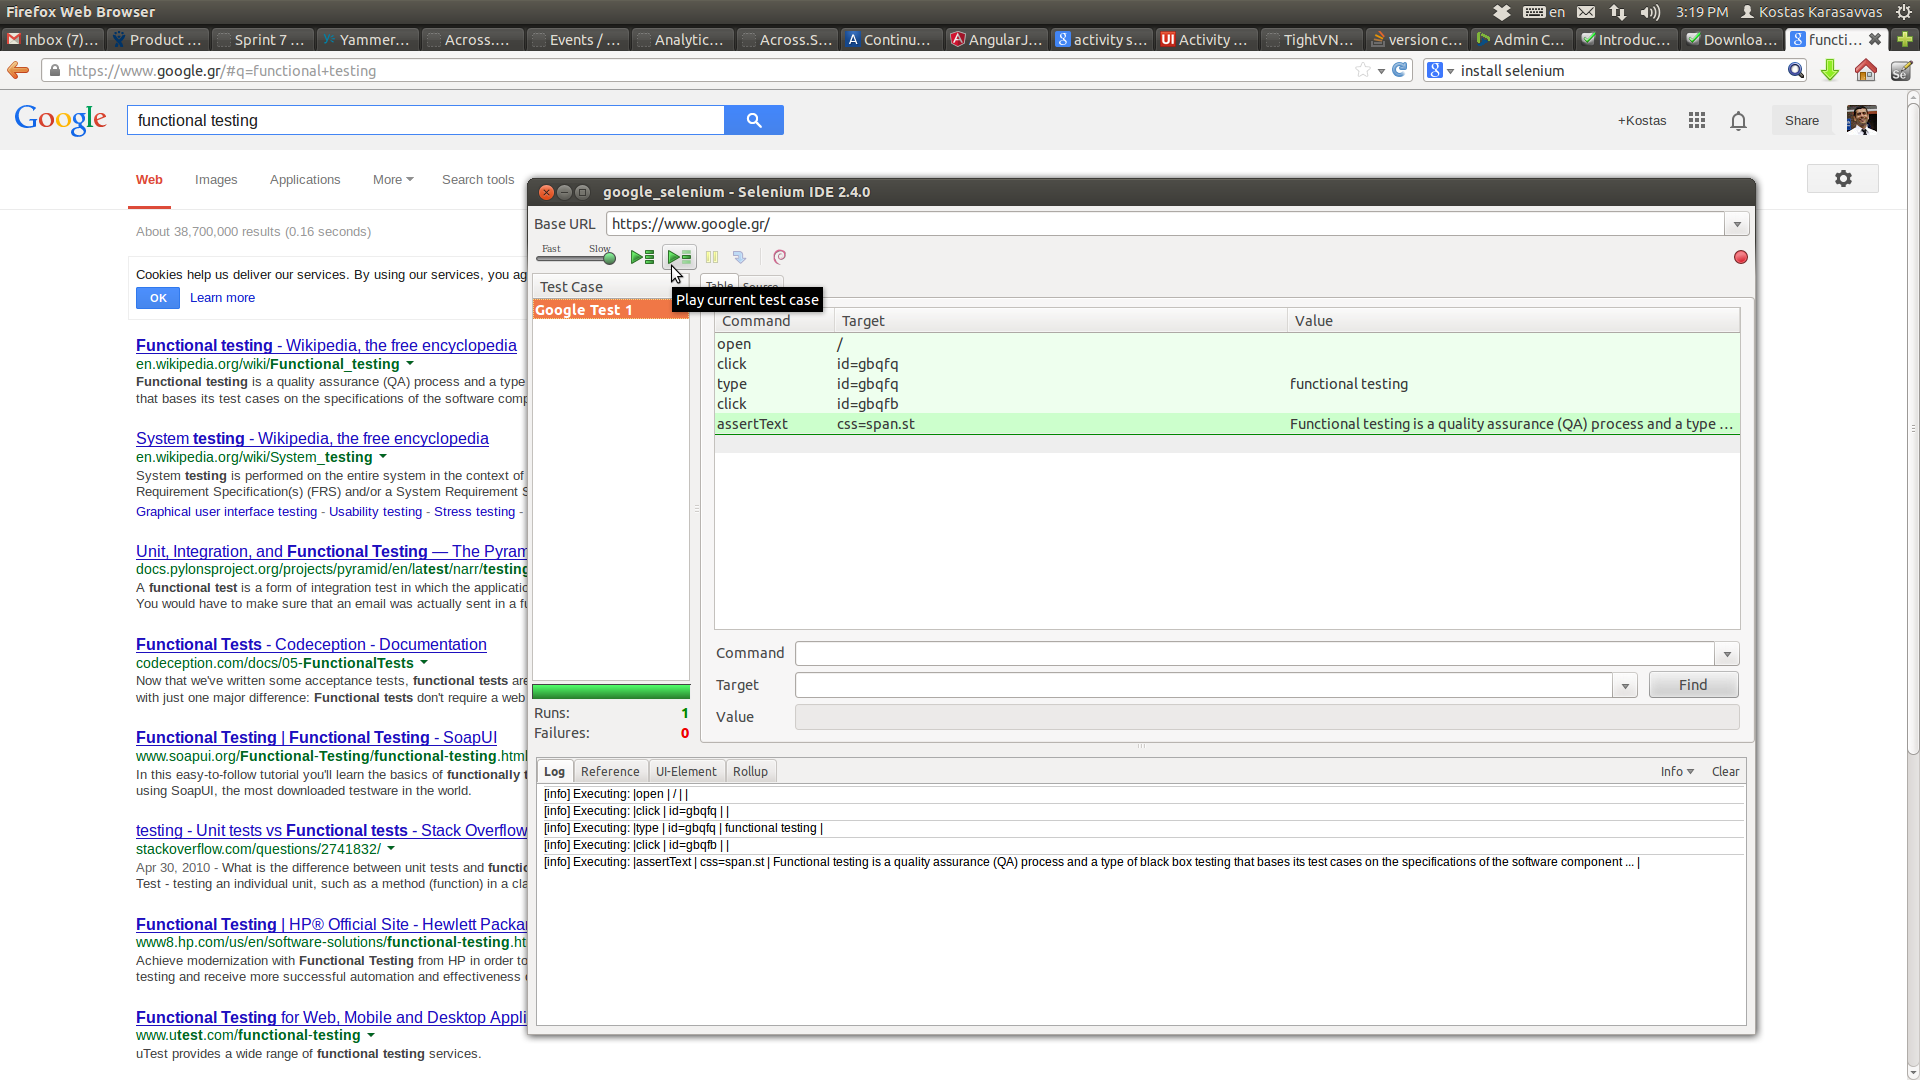 Firefox Web Browser
en
3:19 PM
Kostas Karasavvas
Inbox (7)...
Product ...
Sprint 7 ...
Yammer...
Across....
Events / ...
Analytic...
Across.S...
Continu...
AngularJ...
activity s...
Activity ...
TightVN...
version c...
Admin C...
Introduc...
Downloa...
functi...
https://www.google.gr/#q=functional+testing
install selenium
Google
functional testing
+Kostas
Share
Web
Images
Applications
More
Search tools
About 38,700,000 results (0.16 seconds)
Cookies help us deliver our services. By using our services, you ag
OK
Learn more
Functional testing - Wikipedia, the free encyclopedia
en.wikipedia.org/wiki/Functional_testing
Functional testing is a quality assurance (QA) process and a type
that bases its test cases on the specifications of the software comp
System testing - Wikipedia, the free encyclopedia
en.wikipedia.org/wiki/System_testing
System testing is performed on the entire system in the context of
Requirement Specification(s) (FRS) and/or a System Requirement S
Graphical user interface testing - Usability testing - Stress testing -
Unit, Integration, and Functional Testing — The Pyram
docs.pylonsproject.org/projects/pyramid/en/latest/narr/testing
A functional test is a form of integration test in which the applicatio
You would have to make sure that an email was actually sent in a fu
Functional Tests - Codeception - Documentation
codeception.com/docs/05-FunctionalTests
Now that we've written some acceptance tests, functional tests are
with just one major difference: Functional tests don't require a web
Functional Testing | Functional Testing - SoapUI
www.soapui.org/Functional-Testing/functional-testing.html
In this easy-to-follow tutorial you'll learn the basics of functionally t
using SoapUI, the most downloaded testware in the world.
testing - Unit tests vs Functional tests - Stack Overflow
stackoverflow.com/questions/2741832/
Apr 30, 2010 - What is the difference between unit tests and functio
Test - testing an individual unit, such as a method (function) in a cla
Functional Testing | HP® Official Site - Hewlett Packa
www8.hp.com/us/en/software-solutions/functional-testing.ht
Achieve modernization with Functional Testing from HP in order to
testing and receive more successful automation and effectiveness
Functional Testing for Web, Mobile and Desktop Appli
www.utest.com/functional-testing
uTest provides a wide range of functional testing services.
google_selenium - Selenium IDE 2.4.0
Base URL
https://www.google.gr/
Fast
Slow
Test Case
Table
Source
Play current test case
Google Test 1
Command Target Value
open /
click id=gbqfq
type id=gbqfq functional testing
click id=gbqfb
assertText css=span.st Functional testing is a quality assurance (QA) process and a type ...
Command
Target
Find
Value
Runs: 1
Failures: 0
Log
Reference
UI-Element
Rollup
Info
Clear
[info] Executing: |open | / | |
[info] Executing: |click | id=gbqfq | |
[info] Executing: |type | id=gbqfq | functional testing |
[info] Executing: |click | id=gbqfb | |
[info] Executing: |assertText | css=span.st | Functional testing is a quality assurance (QA) process and a type of black box testing that bases its test cases on the specifications of the software component ... |